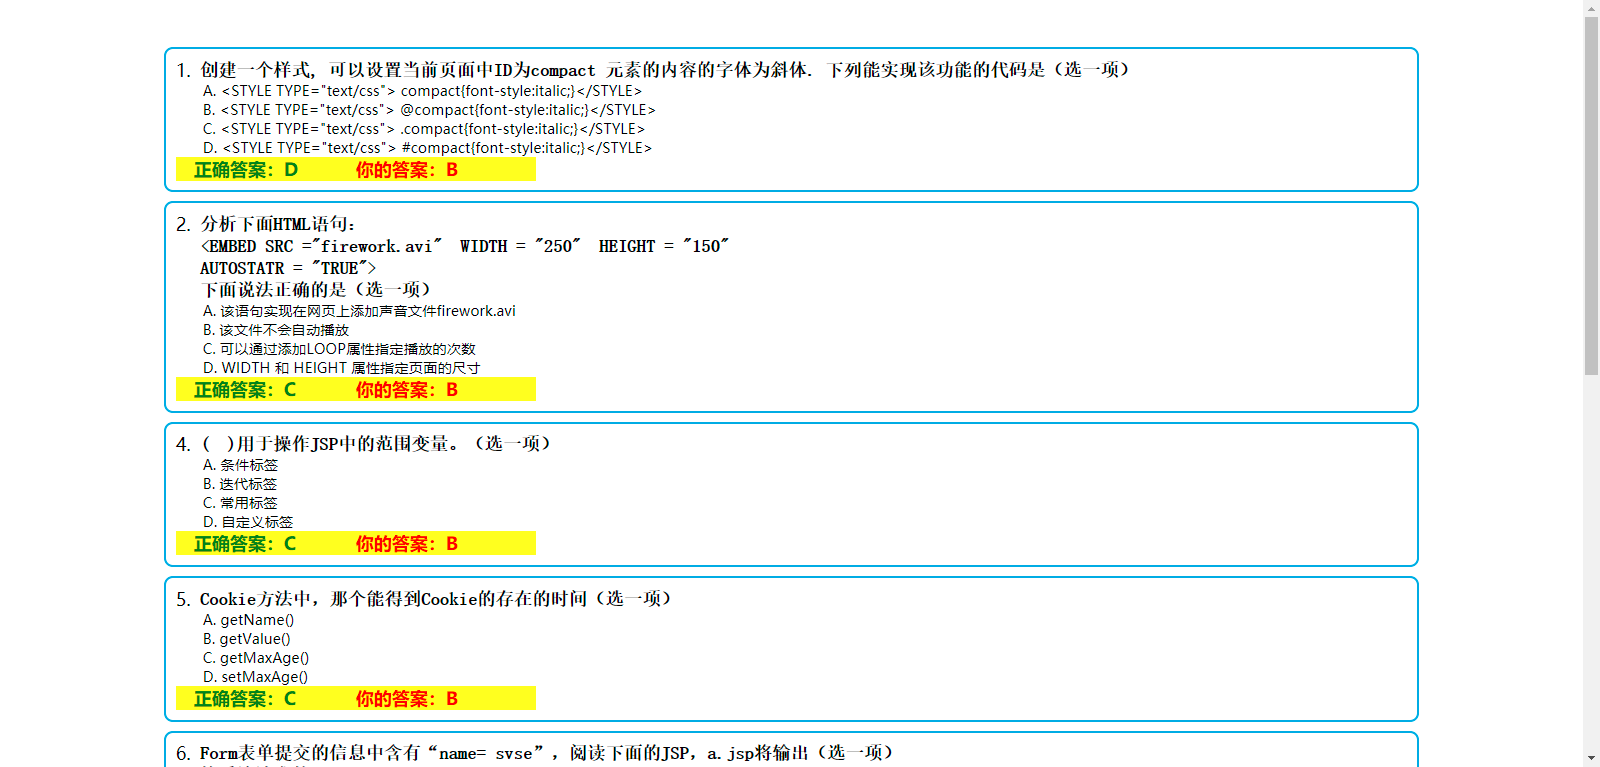 1. 创建一个样式, 可以设置当前页面中ID为compact 元素的内容的字体为斜体. 下列能实现该功能的代码是（选一项）
A. <STYLE TYPE="text/css"> compact{font-style:italic;}</STYLE>
B. <STYLE TYPE="text/css"> @compact{font-style:italic;}</STYLE>
C. <STYLE TYPE="text/css"> .compact{font-style:italic;}</STYLE>
D. <STYLE TYPE="text/css"> #compact{font-style:italic;}</STYLE>
正确答案：D 你的答案：B
2. 分析下面HTML语句：
<EMBED SRC ="firework.avi" WIDTH = "250" HEIGHT = "150"
AUTOSTATR = "TRUE">
下面说法正确的是（选一项）
A. 该语句实现在网页上添加声音文件firework.avi
B. 该文件不会自动播放
C. 可以通过添加LOOP属性指定播放的次数
D. WIDTH 和 HEIGHT 属性指定页面的尺寸
正确答案：C 你的答案：B
4. ( )用于操作JSP中的范围变量。（选一项）
A. 条件标签
B. 迭代标签
C. 常用标签
D. 自定义标签
正确答案：C 你的答案：B
5. Cookie方法中，那个能得到Cookie的存在的时间（选一项）
A. getName()
B. getValue()
C. getMaxAge()
D. setMaxAge()
正确答案：C 你的答案：B
6. Form表单提交的信息中含有“name= svse”，阅读下面的JSP，a.jsp将输出（选一项）